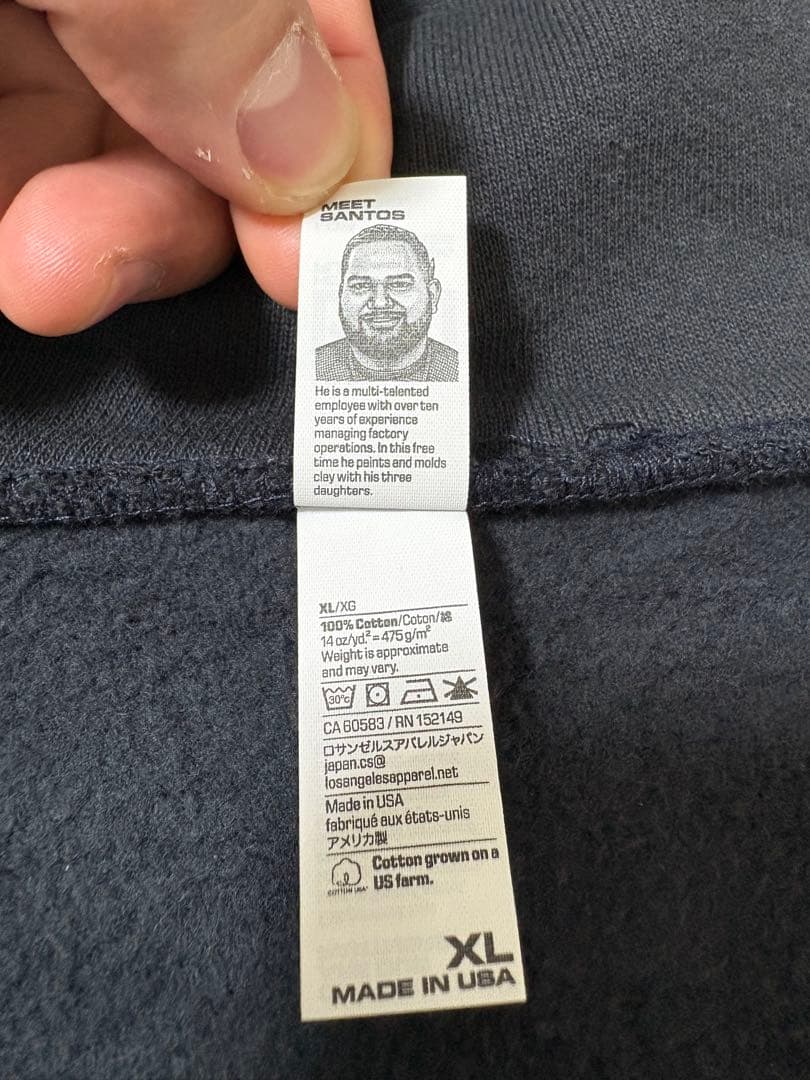 MEET
SANTOS
He is a multi-talented
employee with over ten
years of experience
managing factory
operations. In this free
time he paints and molds
clay with his three
daughters.
XL/XG
100% Cotton/Coton/綿
14 oz/yd.² = 475 g/m²
Weight is approximate
and may vary.
30°C
CA 60583 / RN 152149
ロサンゼルスアパレルジャパン
japan.cs@
losangelesapparel.net
Made in USA
fabriqué aux états-unis
アメリカ製
Cotton grown on a
US farm.
COTTON USA
XL
MADE IN USA